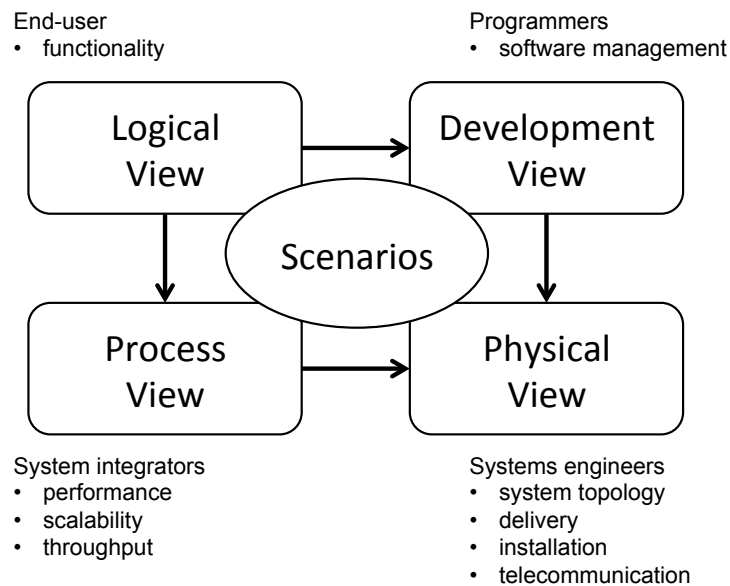 End-user
• functionality
Programmers
• software management
Logical
View
Development
View
Scenarios
Process
View
Physical
View
System integrators
• performance
• scalability
• throughput
Systems engineers
• system topology
• delivery
• installation
• telecommunication